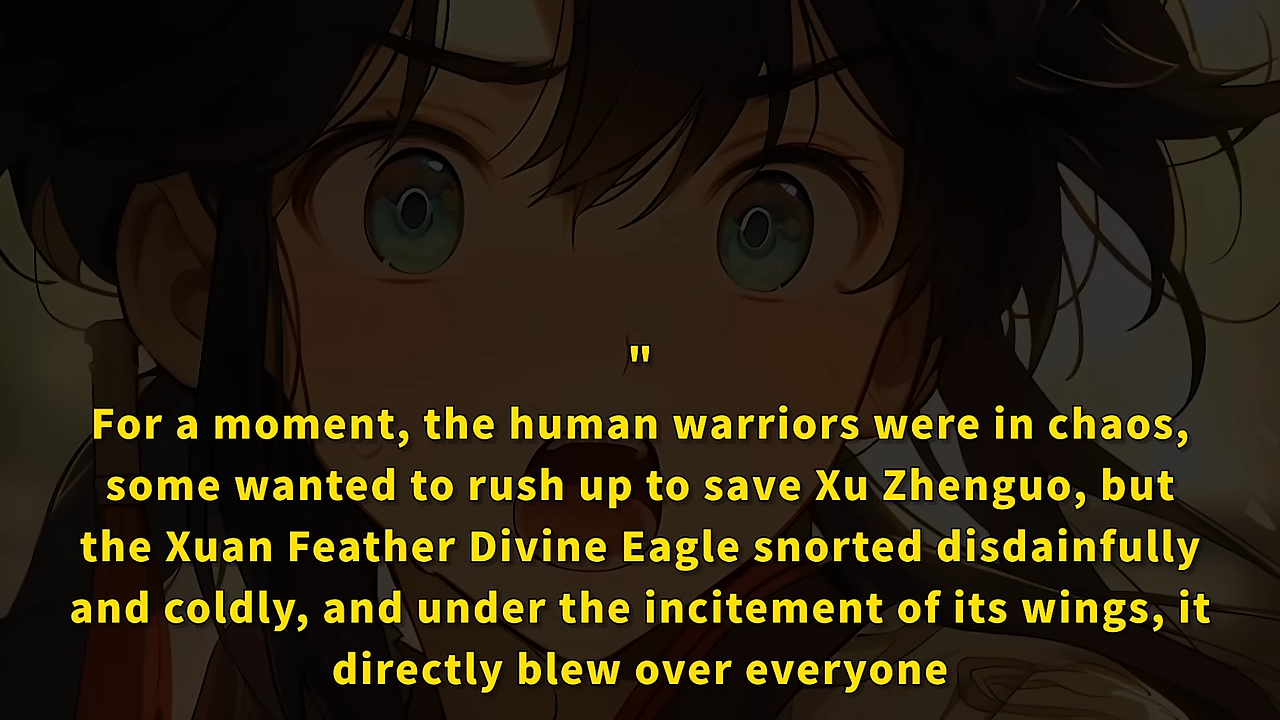 "
For a moment, the human warriors were in chaos,
some wanted to rush up to save Xu Zhenguo, but
the Xuan Feather Divine Eagle snorted disdainfully
and coldly, and under the incitement of its wings, it
directly blew over everyone